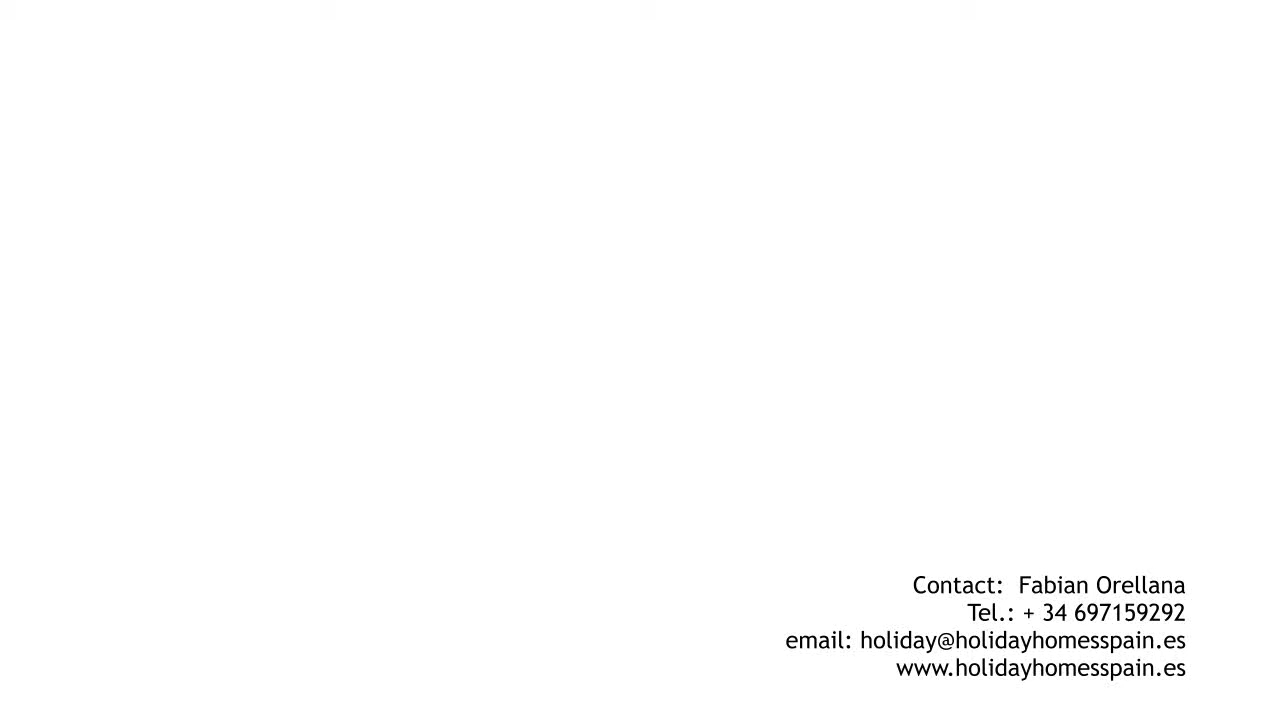 Contact:  Fabian Orellana
Tel.: + 34 697159292
email: holiday@holidayhomesspain.es
www.holidayhomesspain.es